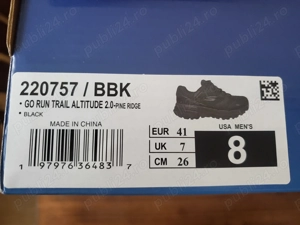 220757 / BBK
• GO RUN TRAIL ALTITUDE 2.0-PINE RIDGE
• BLACK
MADE IN CHINA
1 97976 36483 7
EUR 41
UK 7
CM 26
USA MEN'S
8